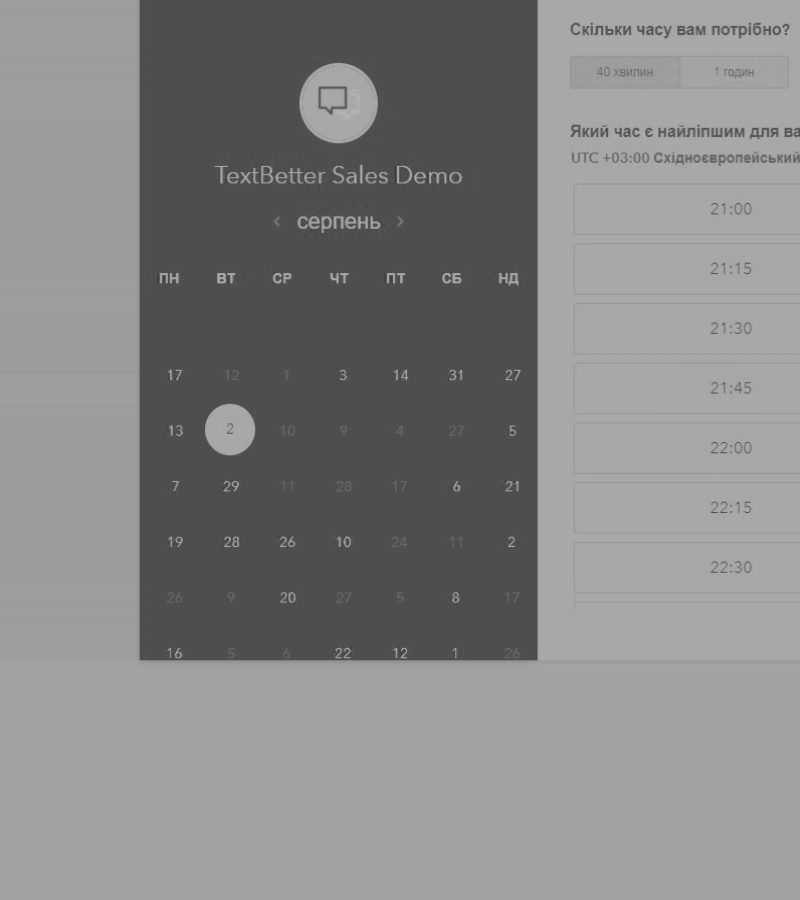 TextBetter Sales Demo
серпень
ПН ВТ СР ЧТ ПТ СБ НД
17 12 1 3 14 31 27
13 2 10 9 4 27 5
7 29 11 28 17 6 21
19 28 26 10 24 11 2
26 9 20 27 5 8 17
16 5 6 22 12 1 26
Скільки часу вам потрібно?
40 хвилин 1 годин
Який час є найліпшим для ва
UTC +03:00 Східноєвропейський
21:00
21:15
21:30
21:45
22:00
22:15
22:30